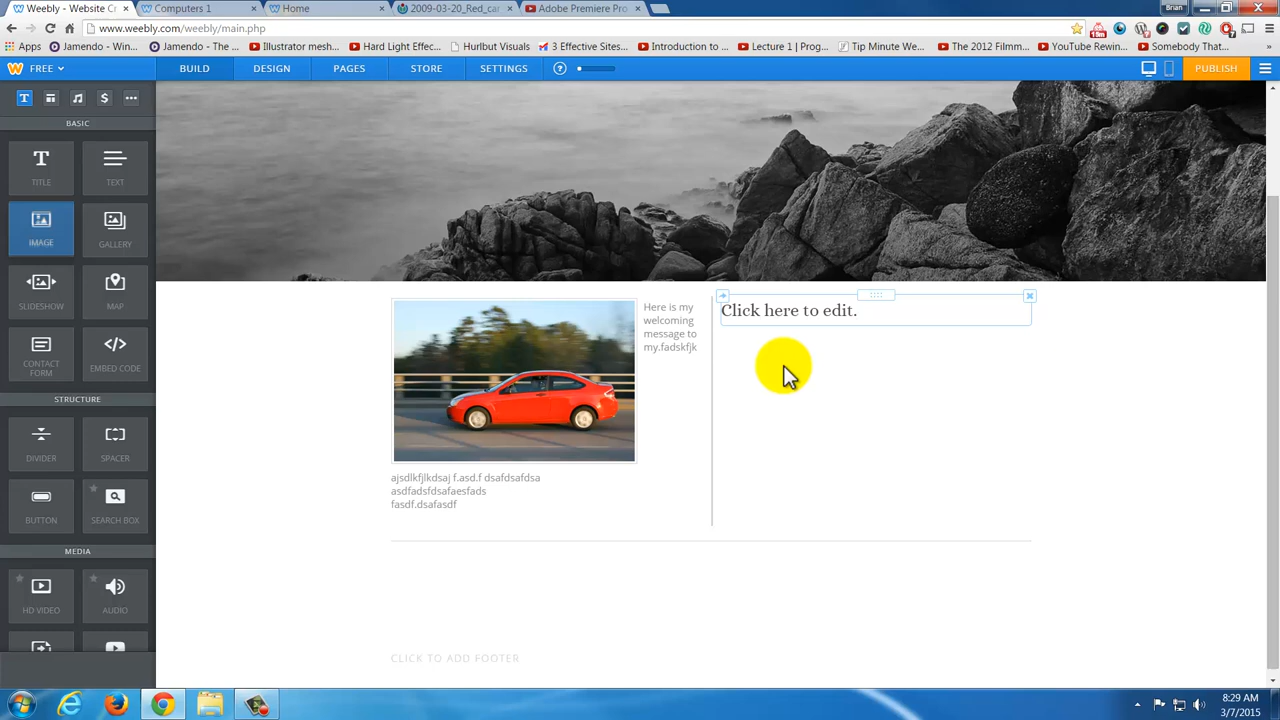 Weebly - Website Cr
Computers 1
Home
2009-03-20_Red_car
Adobe Premiere Pro
Brian
www.weebly.com/weebly/main.php
Apps
Jamendo - Win...
Jamendo - The ...
Illustrator mesh...
Hard Light Effec...
Hurlbut Visuals
3 Effective Sites...
Introduction to ...
Lecture 1 | Prog...
Tip Minute We...
The 2012 Filmm...
YouTube Rewin...
Somebody That...
»
FREE
BUILD
DESIGN
PAGES
STORE
SETTINGS
?
PUBLISH
BASIC
TITLE
TEXT
IMAGE
GALLERY
SLIDESHOW
MAP
CONTACT
FORM
EMBED CODE
STRUCTURE
DIVIDER
SPACER
BUTTON
SEARCH BOX
MEDIA
HD VIDEO
AUDIO
Here is my
welcoming
message to
my.fadskfjk
ajsdlkfjlkdsaj f.asd.f dsafdsafdsa
asdfadsfdsafaesfads
fasdf.dsafasdf
Click here to edit.
CLICK TO ADD FOOTER
8:29 AM
3/7/2015